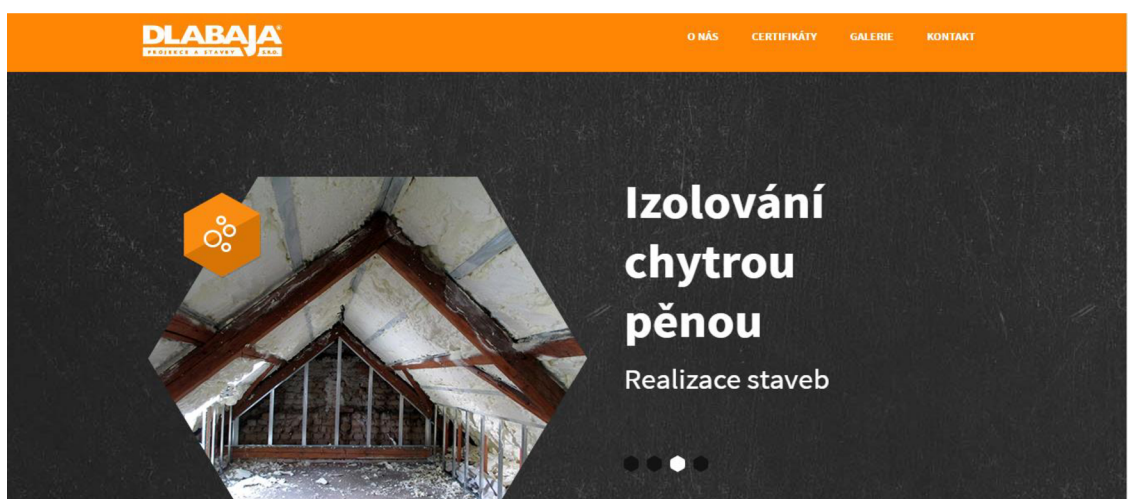 DLABAJA
PROJEKCE A STAVBY S.R.O.
O NÁS CERTIFIKÁTY GALERIE KONTAKT
Izolování
chytrou
pěnou
Realizace staveb